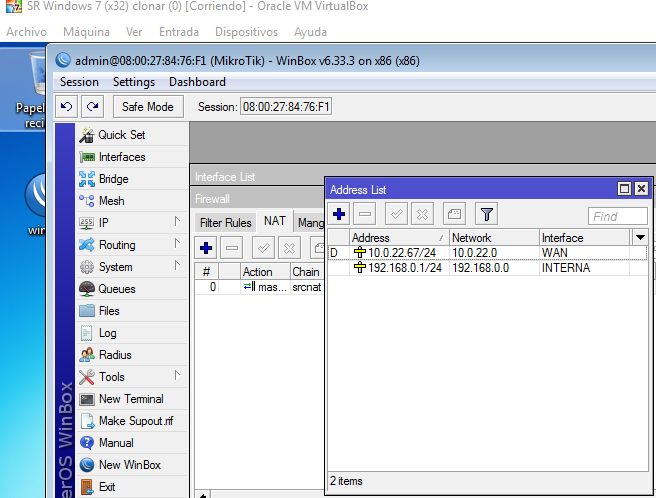 SR Windows 7 (x32) clonar (0) [Corriendo] - Oracle VM VirtualBox
Archivo Máquina Ver Entrada Dispositivos Ayuda
admin@08:00:27:84:76:F1 (MikroTik) - WinBox v6.33.3 on x86 (x86)
Session Settings Dashboard
Safe Mode Session: 08:00:27:84:76:F1
Papel
reci
win
Quick Set
Interfaces
Bridge
Mesh
IP
Routing
System
Queues
Files
Log
Radius
Tools
New Terminal
Make Supout.rif
Manual
New WinBox
Exit
erOS WinBox
Interface List
Firewall
Filter Rules NAT Mang
# Action Chain
0 mas... srcnat
Address List
Find
Address Network Interface
D 10.0.22.67/24 10.0.22.0 WAN
192.168.0.1/24 192.168.0.0 INTERNA
2 items